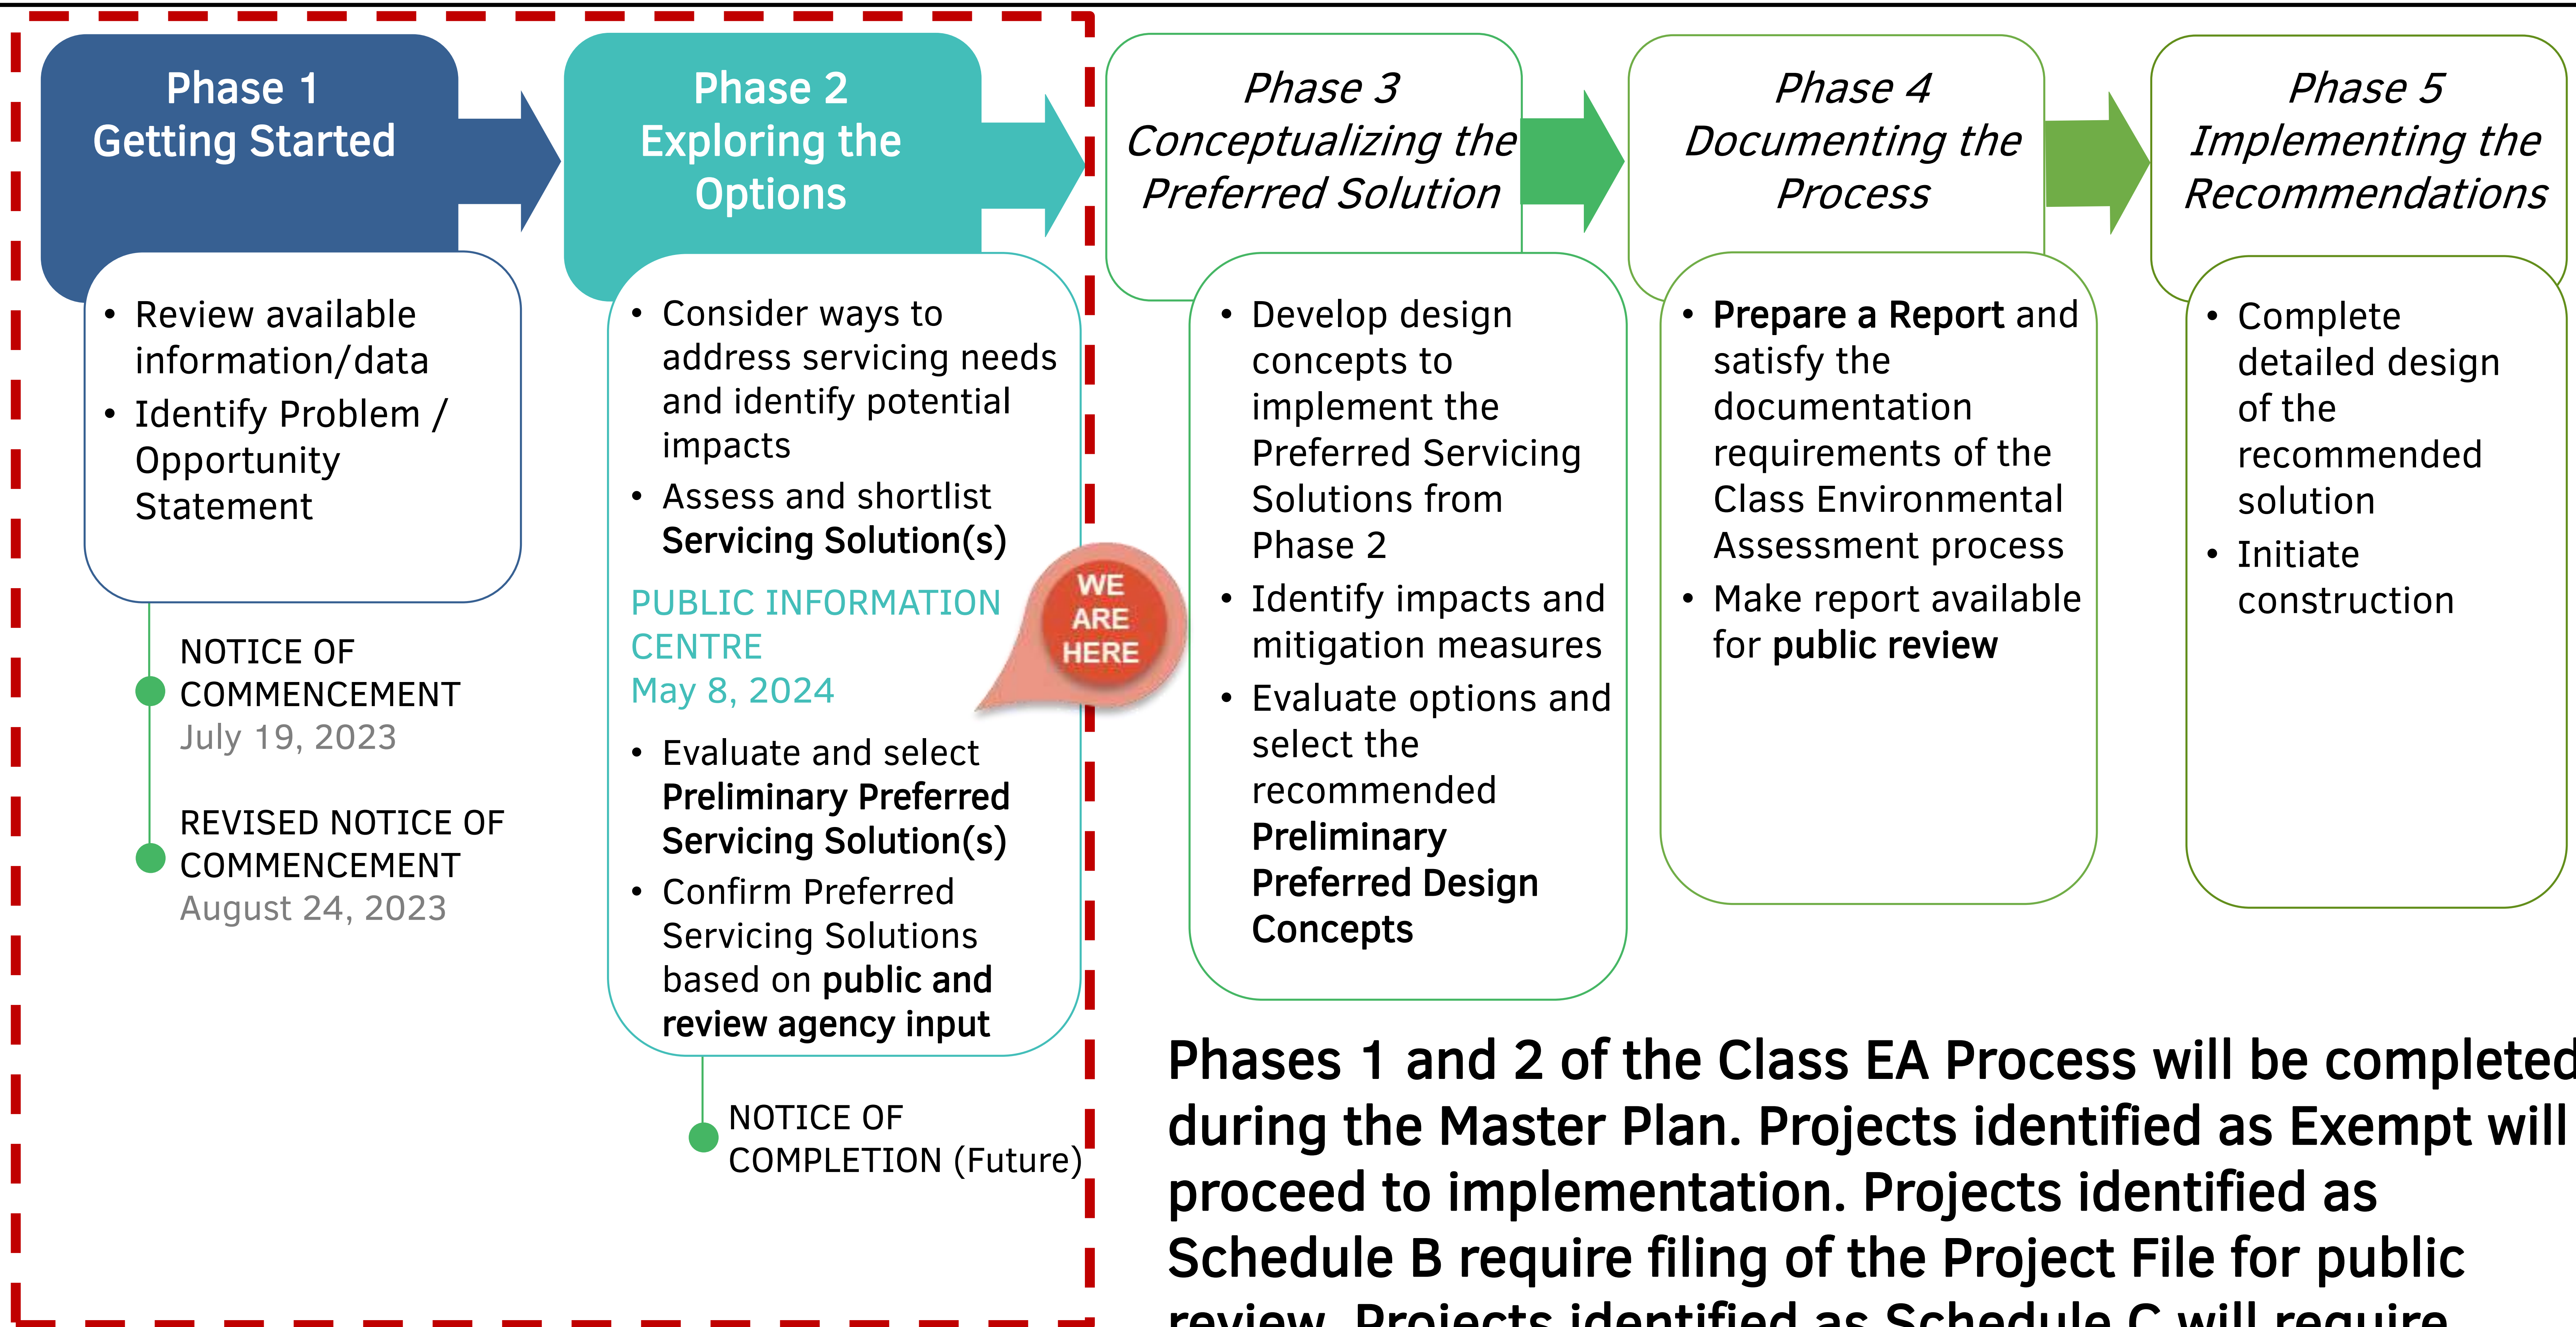 Phase 1
Getting Started
• Review available
information/data
• Identify Problem /
Opportunity
Statement
NOTICE OF
COMMENCEMENT
July 19, 2023
REVISED NOTICE OF
COMMENCEMENT
August 24, 2023
Phase 2
Exploring the
Options
• Consider ways to
address servicing needs
and identify potential
impacts
• Assess and shortlist
Servicing Solution(s)
PUBLIC INFORMATION
CENTRE
May 8, 2024
WE
ARE
HERE
• Evaluate and select
Preliminary Preferred
Servicing Solution(s)
• Confirm Preferred
Servicing Solutions
based on public and
review agency input
NOTICE OF
COMPLETION (Future)
Phase 3
Conceptualizing the
Preferred Solution
• Develop design
concepts to
implement the
Preferred Servicing
Solutions from
Phase 2
• Identify impacts and
mitigation measures
• Evaluate options and
select the
recommended
Preliminary
Preferred Design
Concepts
Phase 4
Documenting the
Process
• Prepare a Report and
satisfy the
documentation
requirements of the
Class Environmental
Assessment process
• Make report available
for public review
Phase 5
Implementing the
Recommendations
• Complete
detailed design
of the
recommended
solution
• Initiate
construction
Phases 1 and 2 of the Class EA Process will be completed
during the Master Plan. Projects identified as Exempt will
proceed to implementation. Projects identified as
Schedule B require filing of the Project File for public
review. Projects identified as Schedule C will require